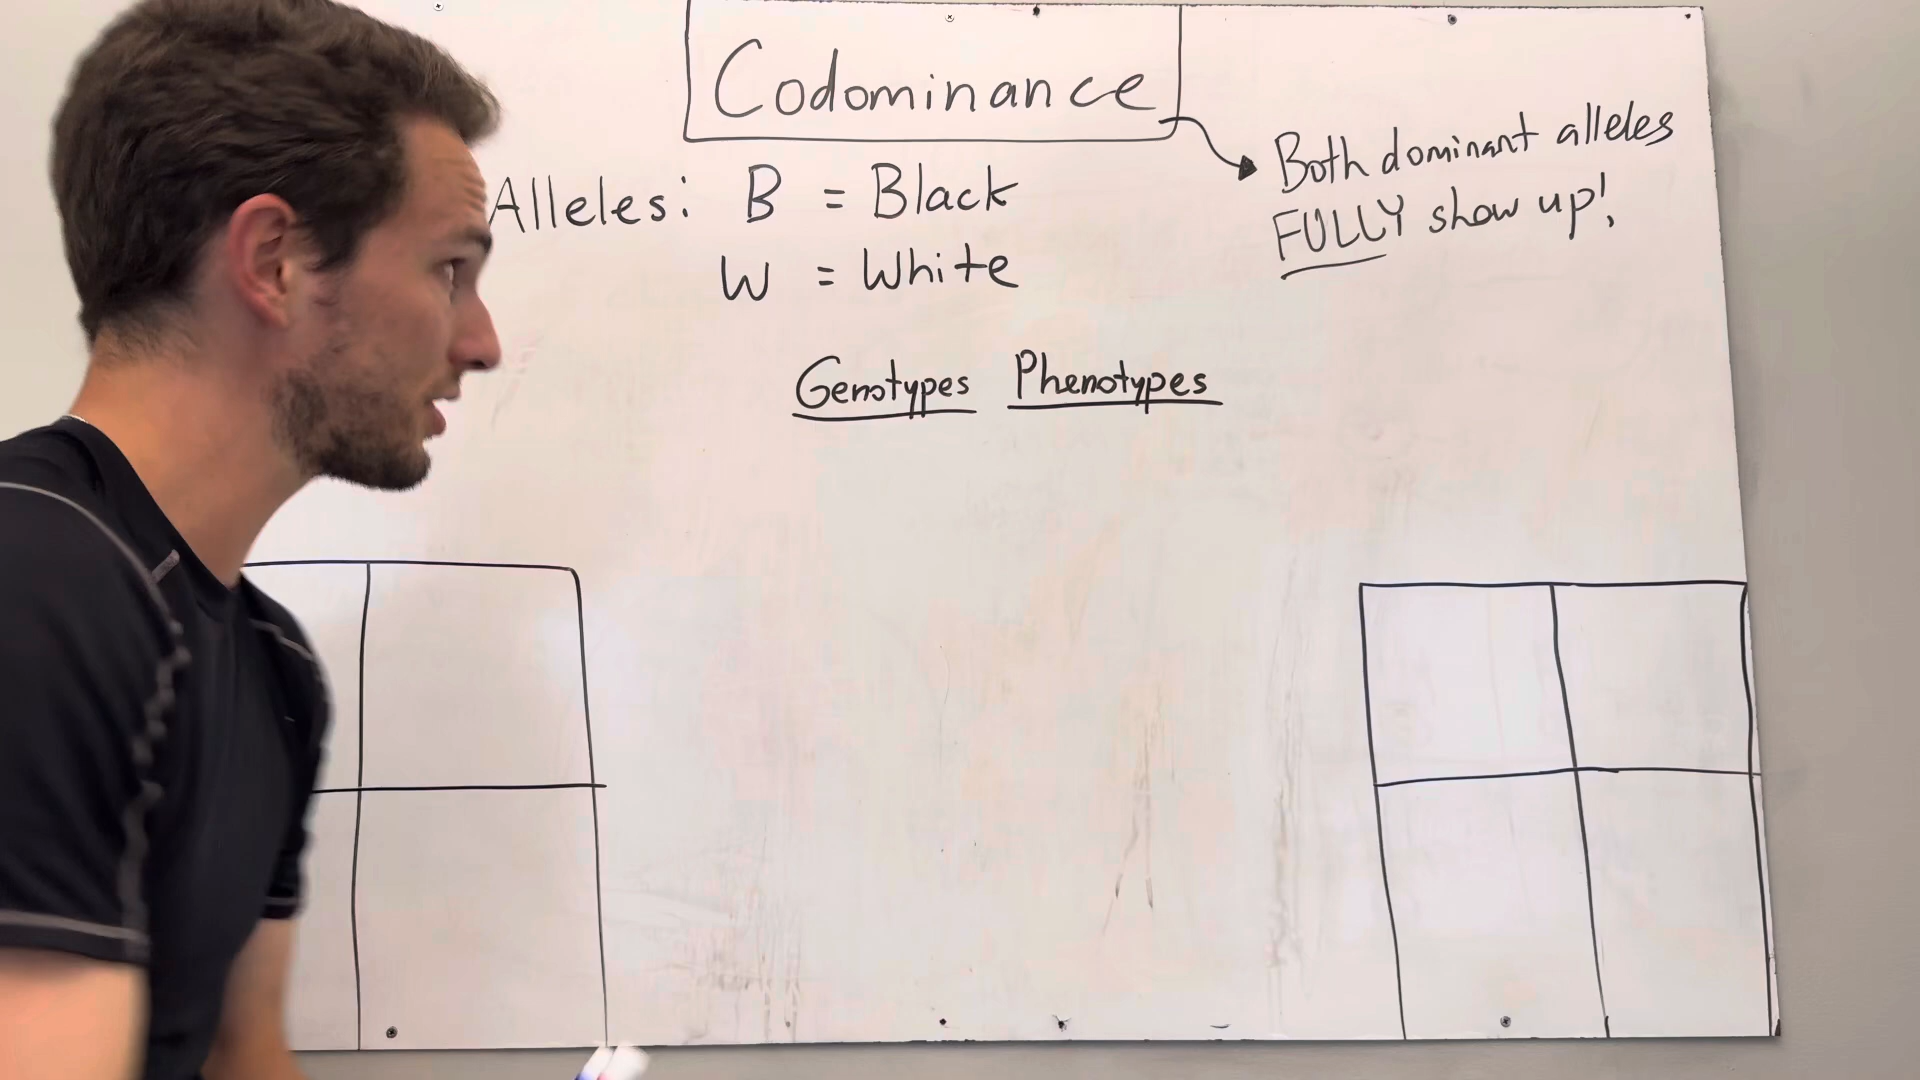 Codominance
Alleles: B = Black
W = White
Both dominant alleles
FULLY show up!
Genotypes Phenotypes